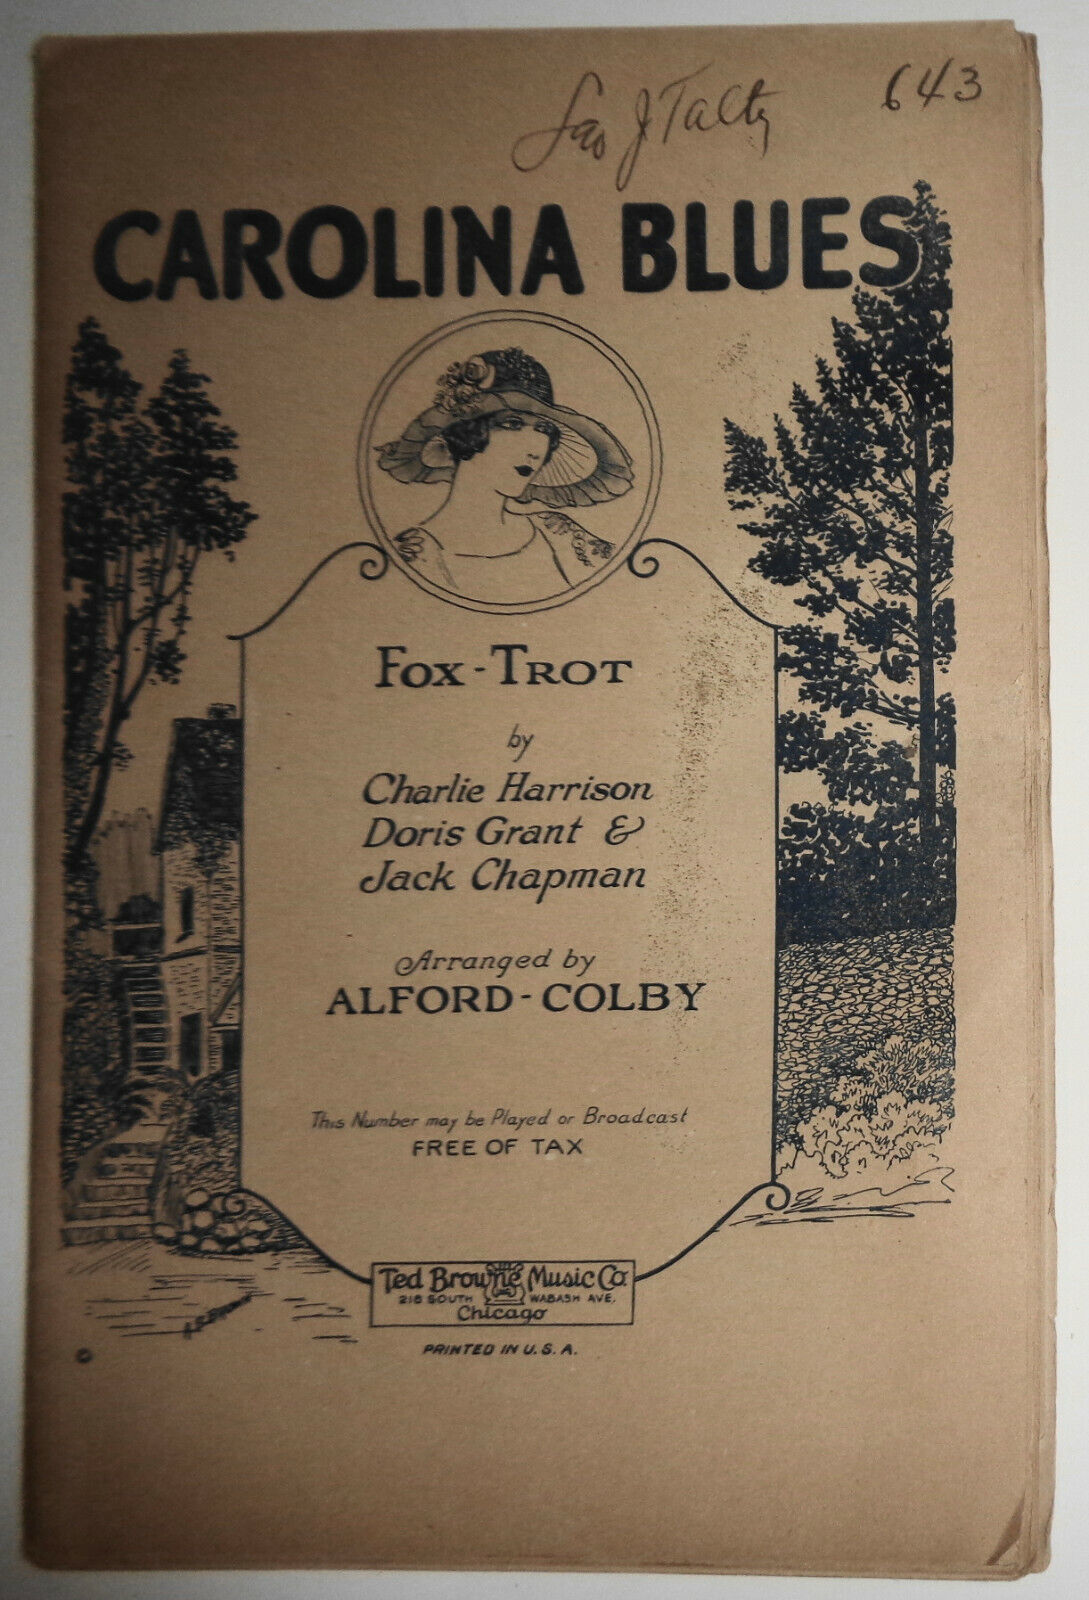 J Talty 643
CAROLINA BLUES
FOX-TROT
by
Charlie Harrison
Doris Grant &
Jack Chapman
Arranged by
ALFORD-COLBY
This Number may be Played or Broadcast
FREE OF TAX
Ted Browne Music Co.
218 SOUTH WABASH AVE.
Chicago
PRINTED IN U. S. A.
©